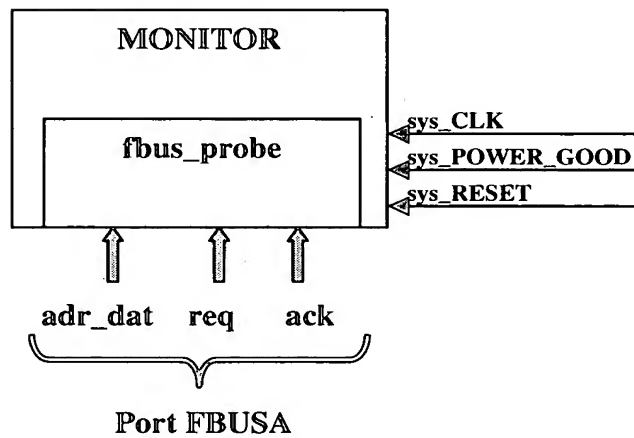 MONITOR
sys_CLK
fbus_probe
sys_POWER_GOOD
sys_RESET
adr_dat req ack
Port FBUSA